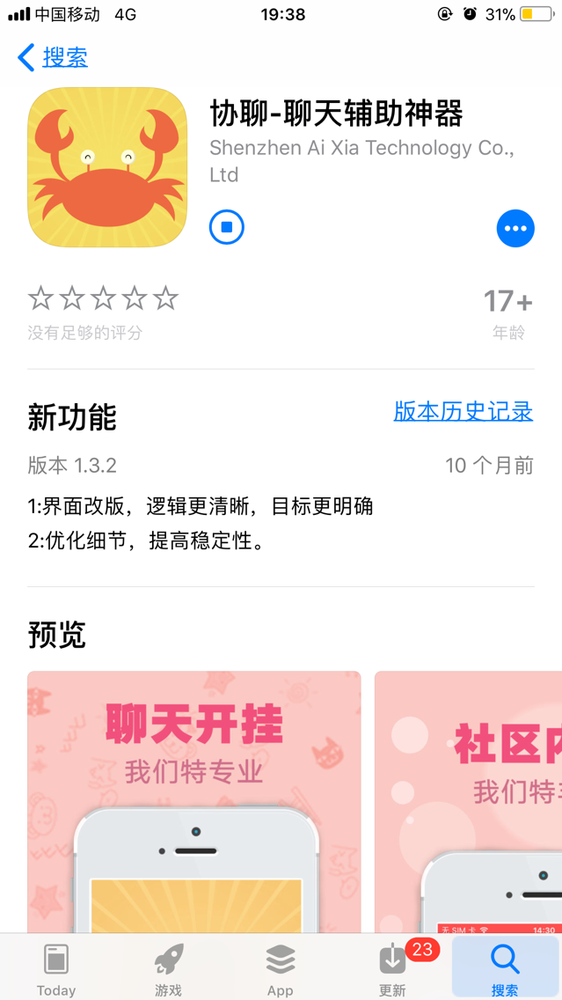 中国移动 4G 19:38 31%
搜索
协聊-聊天辅助神器
Shenzhen Ai Xia Technology Co.,
Ltd
17+
没有足够的评分 年龄
新功能 版本历史记录
版本 1.3.2 10 个月前
1:界面改版，逻辑更清晰，目标更明确
2:优化细节，提高稳定性。
预览
聊天开挂
我们特专业
社区
我们特
无 SIM 卡 14:30
23
Today 游戏 App 更新 搜索